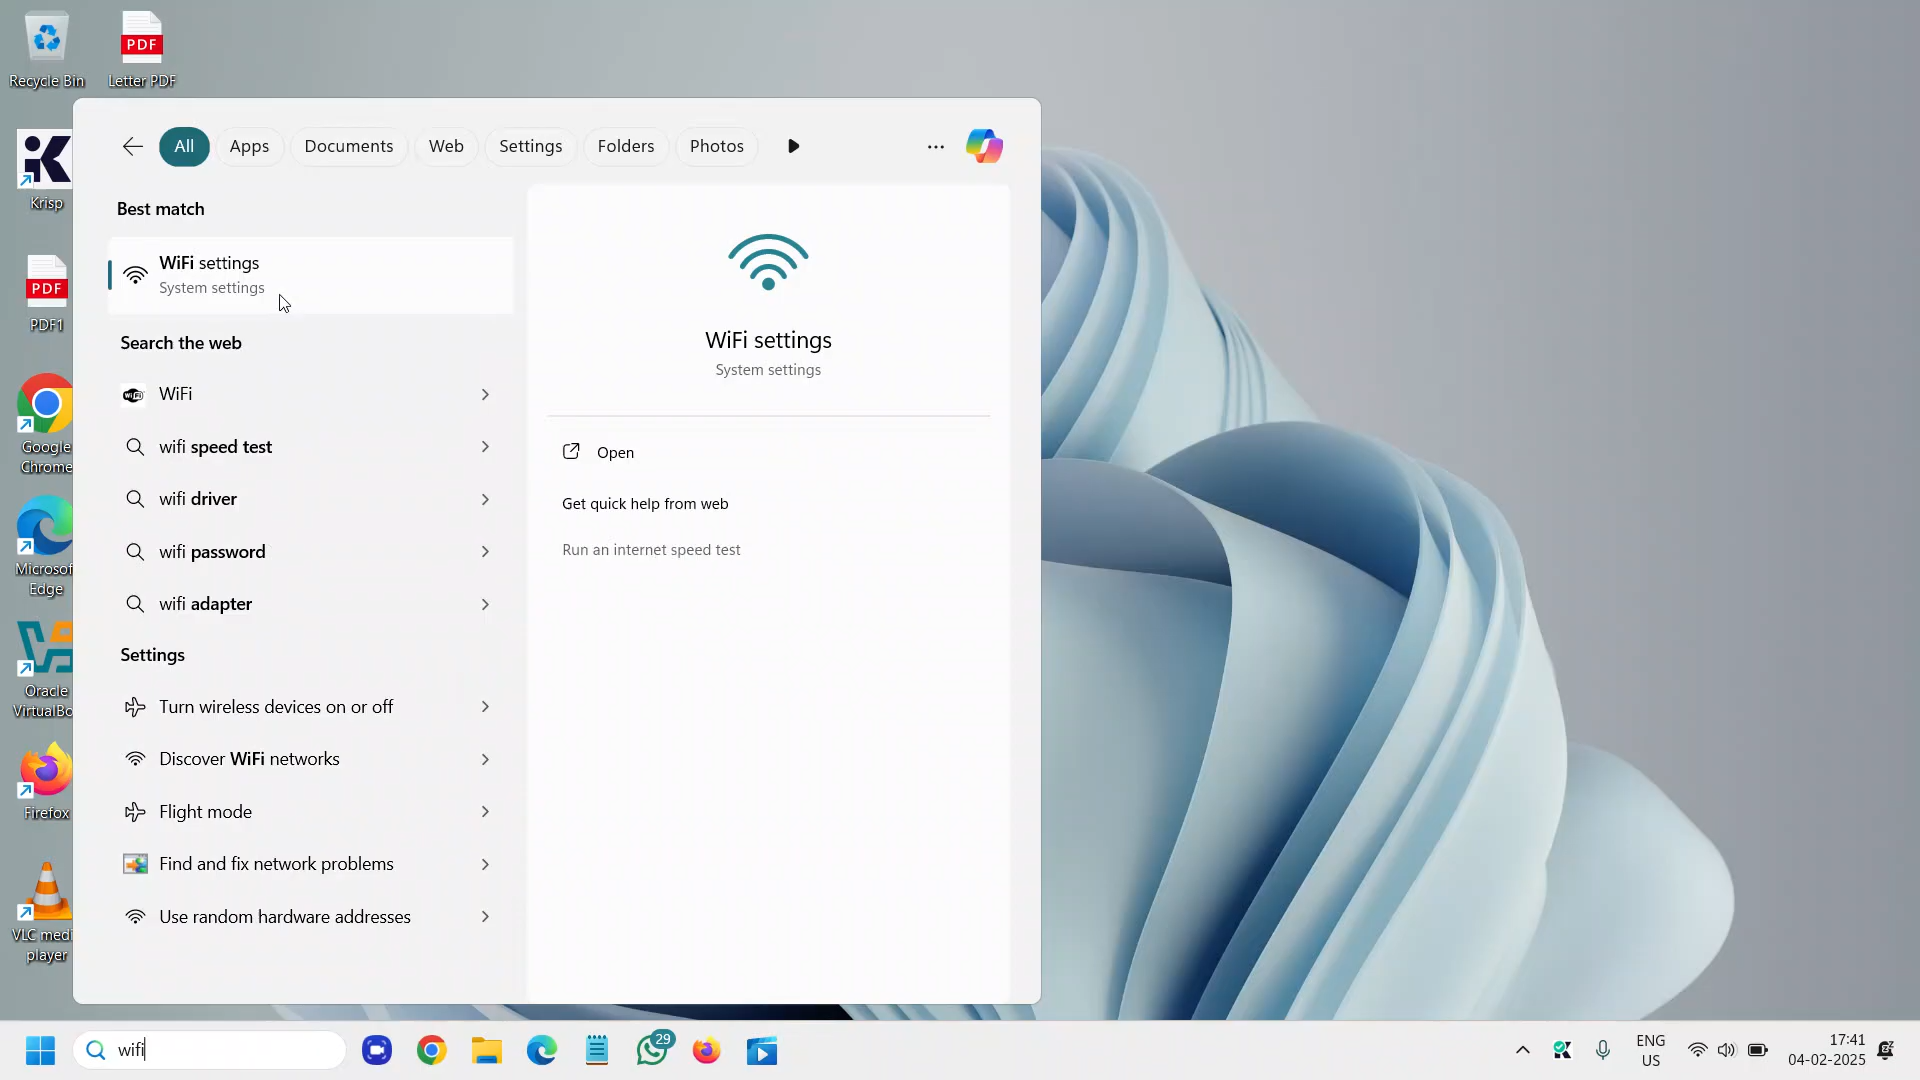 Recycle Bin
PDF
Letter PDF
Krisp
PDF
PDF1
Google
Chrome
Microsof
Edge
Oracle
VirtualBo
Firefox
VLC medi
player
All
Apps
Documents
Web
Settings
Folders
Photos
Best match
WiFi settings
System settings
Search the web
WiFi
WiFi
wifi speed test
wifi driver
wifi password
wifi adapter
Settings
Turn wireless devices on or off
Discover WiFi networks
Flight mode
Find and fix network problems
Use random hardware addresses
WiFi settings
System settings
Open
Get quick help from web
Run an internet speed test
wifi
29
ENG
US
17:41
04-02-2025